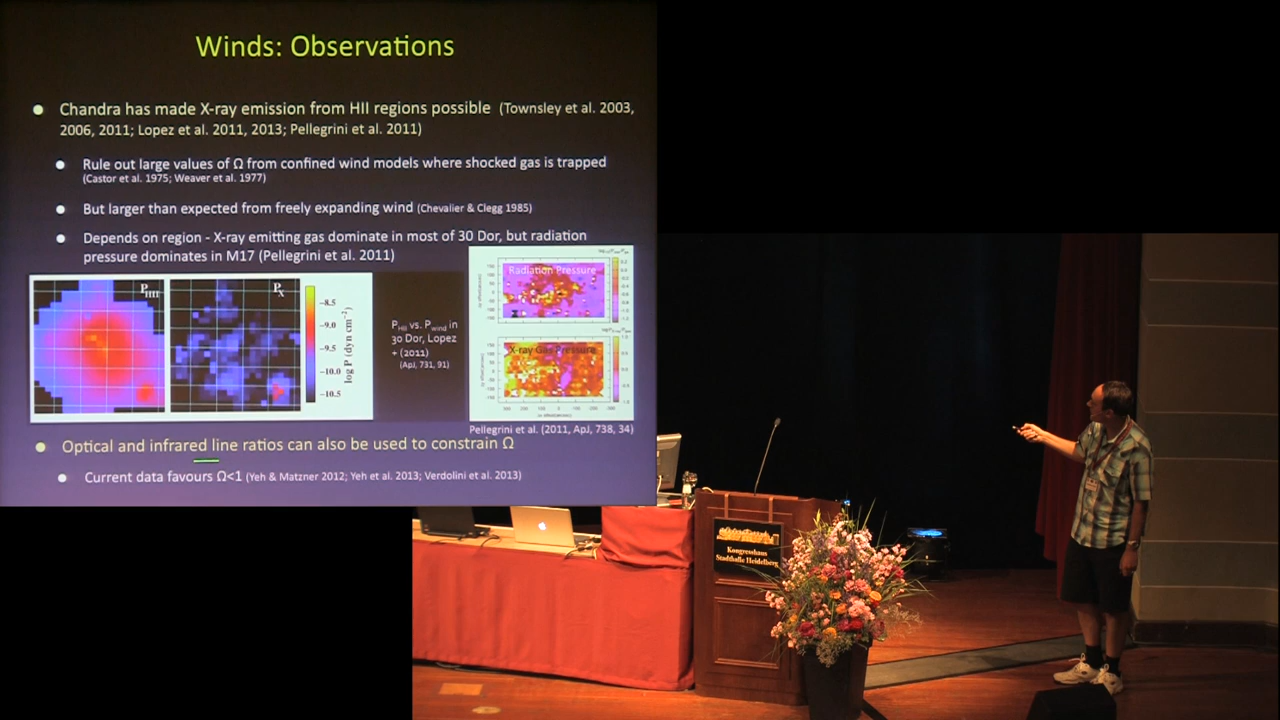 Winds: Observations
Chandra has made X-ray emission from HII regions possible (Townsley et al. 2003,
2006, 2011; Lopez et al. 2011, 2013; Pellegrini et al. 2011)
Rule out large values of Ω from confined wind models where shocked gas is trapped
(Castor et al. 1975; Weaver et al. 1977)
But larger than expected from freely expanding wind (Chevalier & Clegg 1985)
Depends on region - X-ray emitting gas dominate in most of 30 Dor, but radiation
pressure dominates in M17 (Pellegrini et al. 2011)
P_HII
P_X
-8.5
-9.0
-9.5
-10.0
-10.5
log P (dyn cm⁻²)
P_HII vs. P_wind in
30 Dor, Lopez
+ (2011)
(ApJ, 731, 91)
Radiation Pressure
X-ray Gas Pressure
Pellegrini et al. (2011, ApJ, 738, 34)
Optical and infrared line ratios can also be used to constrain Ω
Current data favours Ω<1 (Yeh & Matzner 2012; Yeh et al. 2013; Verdolini et al. 2013)
Kongresshaus
Stadthalle Heidelberg